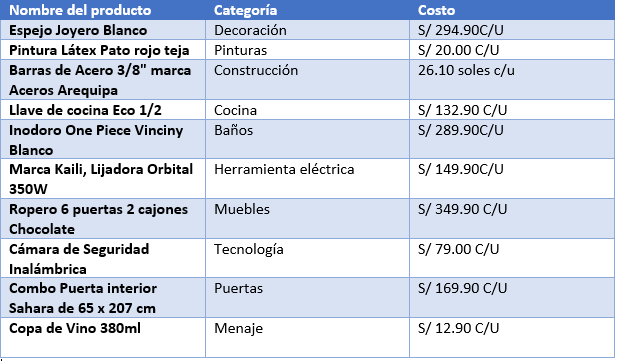 Nombre del producto Categoría Costo
Espejo Joyero Blanco Decoración S/ 294.90C/U
Pintura Látex Pato rojo teja Pinturas S/ 20.00 C/U
Barras de Acero 3/8" marca Construcción 26.10 soles c/u
Aceros Arequipa
Llave de cocina Eco 1/2 Cocina S/ 132.90 C/U
Inodoro One Piece Vinciny Baños S/ 289.90C/U
Blanco
Marca Kaili, Lijadora Orbital Herramienta eléctrica S/ 149.90C/U
350W
Ropero 6 puertas 2 cajones Muebles S/ 349.90 C/U
Chocolate
Cámara de Seguridad Tecnología S/ 79.00 C/U
Inalámbrica
Combo Puerta interior Puertas S/ 169.90 C/U
Sahara de 65 x 207 cm
Copa de Vino 380ml Menaje S/ 12.90 C/U